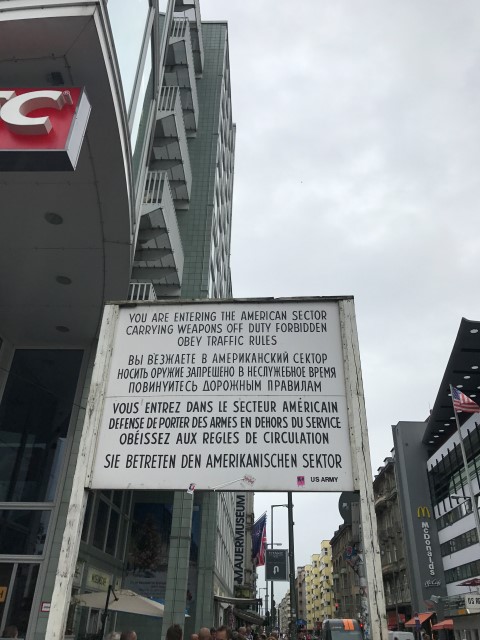 YOU ARE ENTERING THE AMERICAN SECTOR
CARRYING WEAPONS OFF DUTY FORBIDDEN
OBEY TRAFFIC RULES
ВЫ ВЪЕЗЖАЕТЕ В АМЕРИКАНСКИЙ СЕКТОР
НОСИТЬ ОРУЖИЕ ЗАПРЕЩЕНО В НЕСЛУЖЕБНОЕ ВРЕМЯ
ПОВИНУЙТЕСЬ ДОРОЖНЫМ ПРАВИЛАМ
VOUS ENTREZ DANS LE SECTEUR AMÉRICAIN
DEFENSE DE PORTER DES ARMES EN DEHORS DU SERVICE
OBÉISSEZ AUX REGLES DE CIRCULATION
SIE BETRETEN DEN AMERIKANISCHEN SEKTOR
US ARMY
MAUERMUSEUM
McDonald's